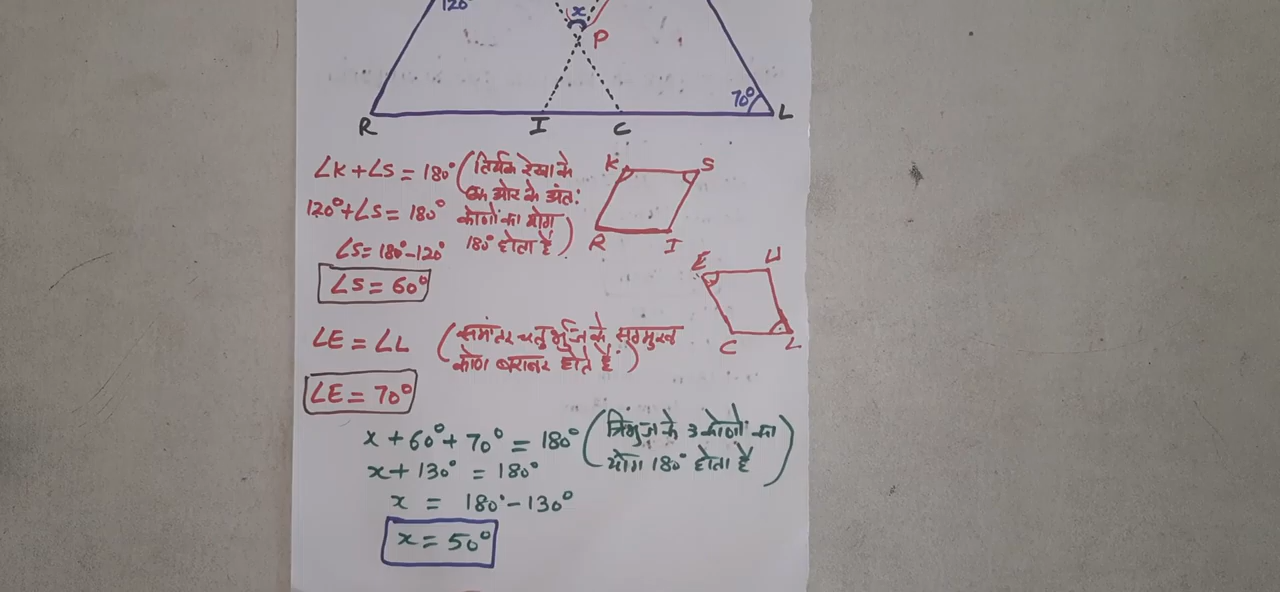 120°
x
P
70°
R I C L
∠K+∠S = 180° (तिर्यक रेखा के
एक ओर के अंतः
120°+∠S = 180° कोणों का योग
180° होता है)
∠S = 180°-120°
∠S = 60°
K S
R I
E U
C L
∠E = ∠L (समांतर चतुर्भुज के सम्मुख
कोण बराबर होते हैं)
∠E = 70°
x + 60° + 70° = 180° (त्रिभुज के 3 कोणों का
योग 180° होता है)
x + 130° = 180°
x = 180° - 130°
x = 50°